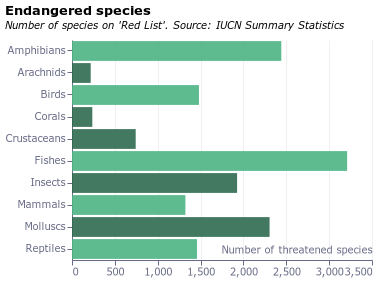 Endangered species
Number of species on 'Red List'. Source: IUCN Summary Statistics
Amphibians
Arachnids
Birds
Corals
Crustaceans
Fishes
Insects
Mammals
Molluscs
Reptiles
Number of threatened species
0 500 1,000 1,500 2,000 2,500 3,000 3,500